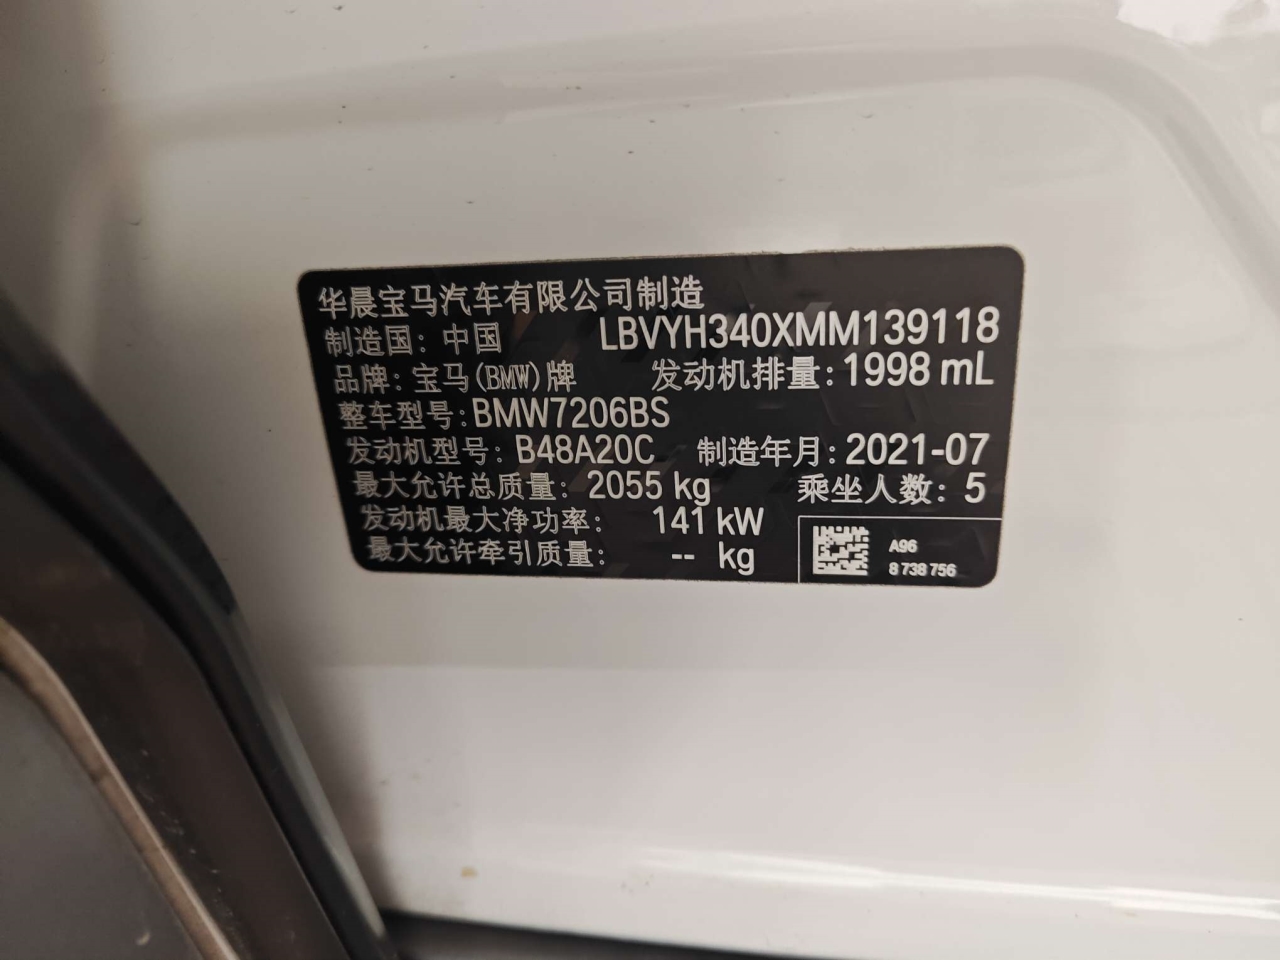 华晨宝马汽车有限公司制造
制造国：中国 LBVYH340XMM139118
品牌：宝马(BMW)牌 发动机排量：1998 mL
整车型号：BMW7206BS
发动机型号：B48A20C 制造年月：2021-07
最大允许总质量：2055 kg 乘坐人数：5
发动机最大净功率： 141 kW
最大允许牵引质量： -- kg
A96
8 738 756